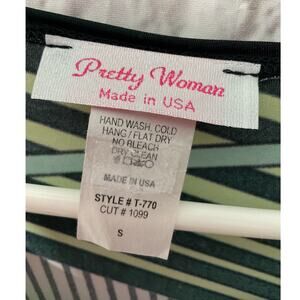 Pretty Woman
Made in USA
HAND WASH, COLD
HANG / FLAT DRY
NO BLEACH
DRY CLEAN
MADE IN USA
STYLE # T-770
CUT # 1099
S